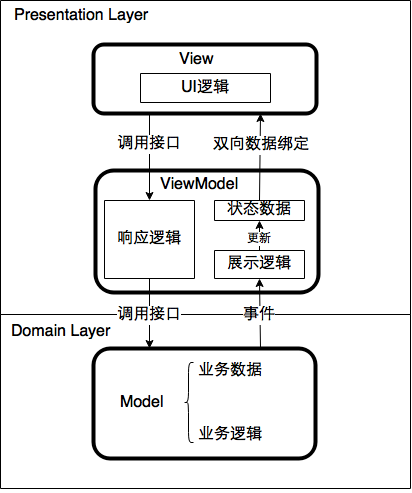 Presentation Layer
View
UI逻辑
调用接口
双向数据绑定
ViewModel
响应逻辑
状态数据
更新
展示逻辑
调用接口
事件
Domain Layer
Model
业务数据
业务逻辑